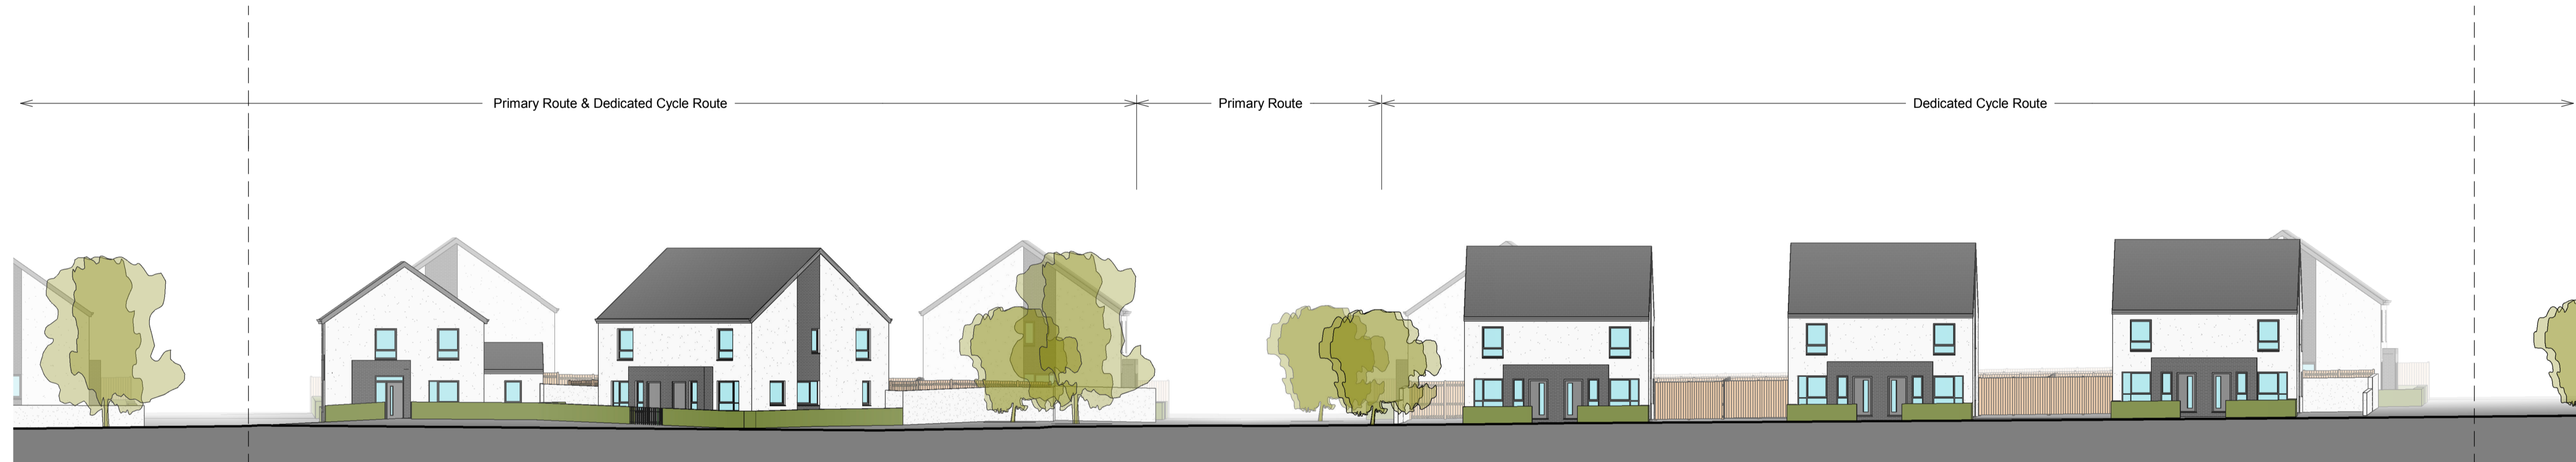 Primary Route & Dedicated Cycle Route
Primary Route
Dedicated Cycle Route